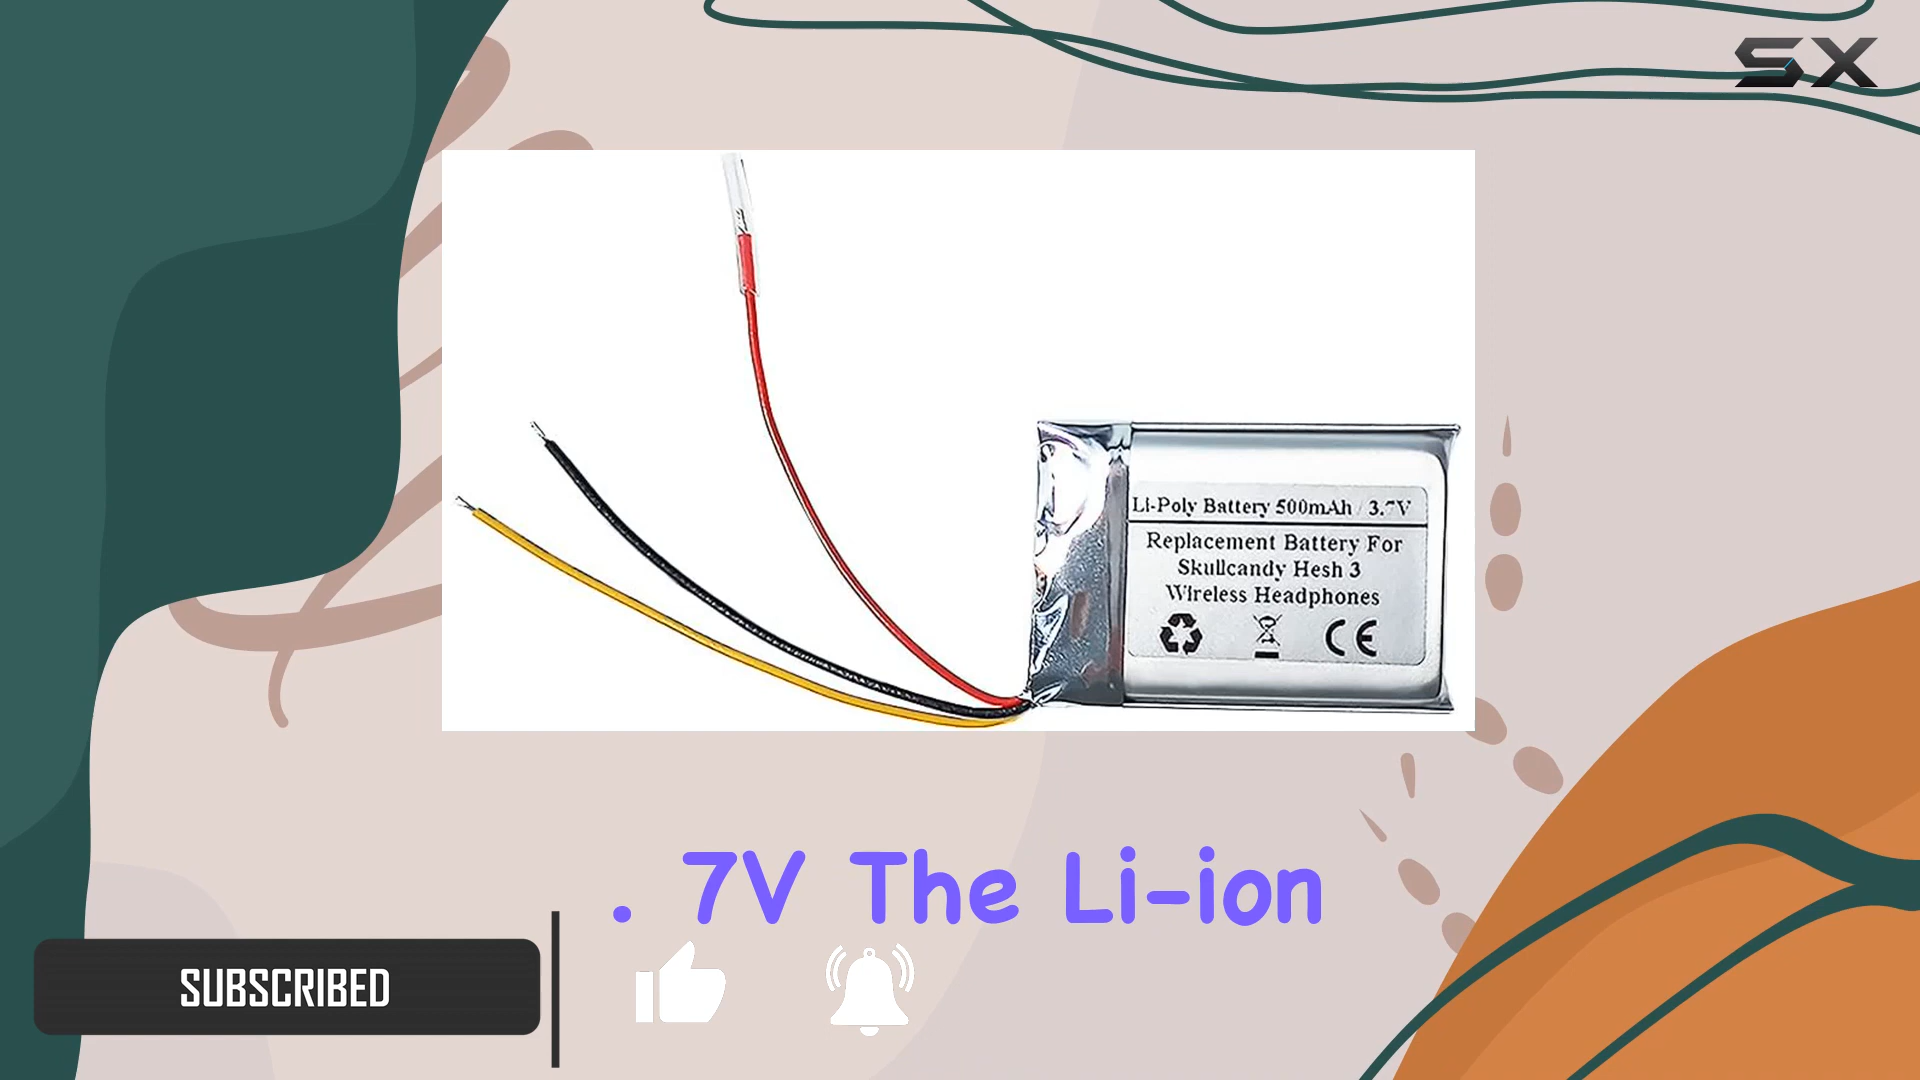 SX
Li-Poly Battery 500mAh / 3.7V
Replacement Battery For
Skullcandy Hesh 3
Wireless Headphones
CE
. 7V The Li-ion
SUBSCRIBED